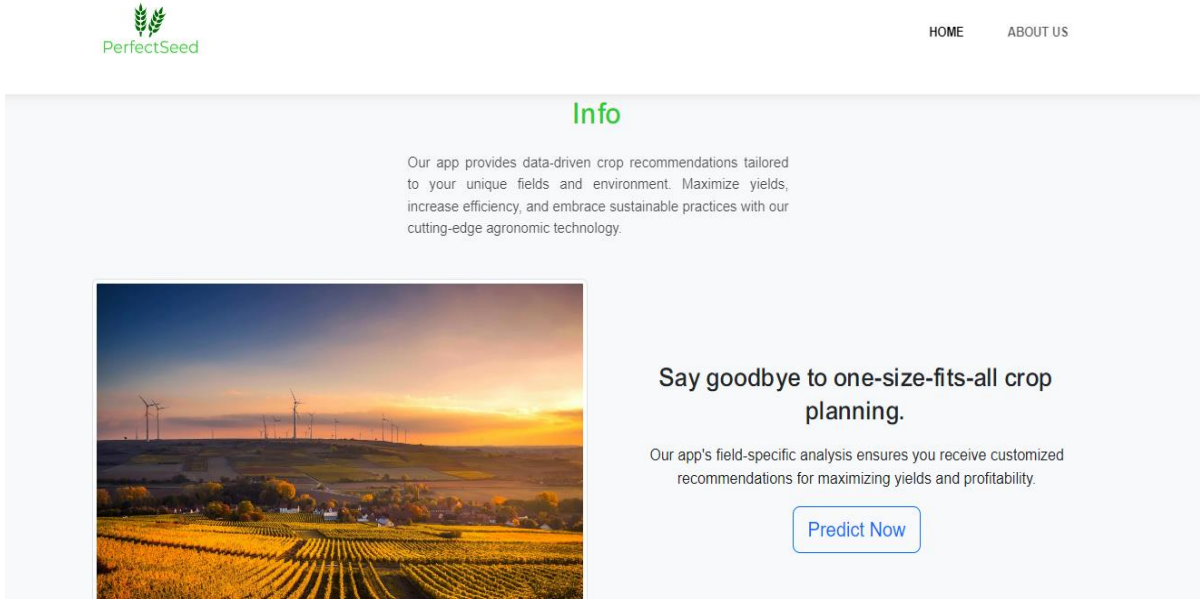 PerfectSeed
HOME
ABOUT US
Info
Our app provides data-driven crop recommendations tailored
to your unique fields and environment. Maximize yields,
increase efficiency, and embrace sustainable practices with our
cutting-edge agronomic technology.
Say goodbye to one-size-fits-all crop
planning.
Our app's field-specific analysis ensures you receive customized
recommendations for maximizing yields and profitability.
Predict Now